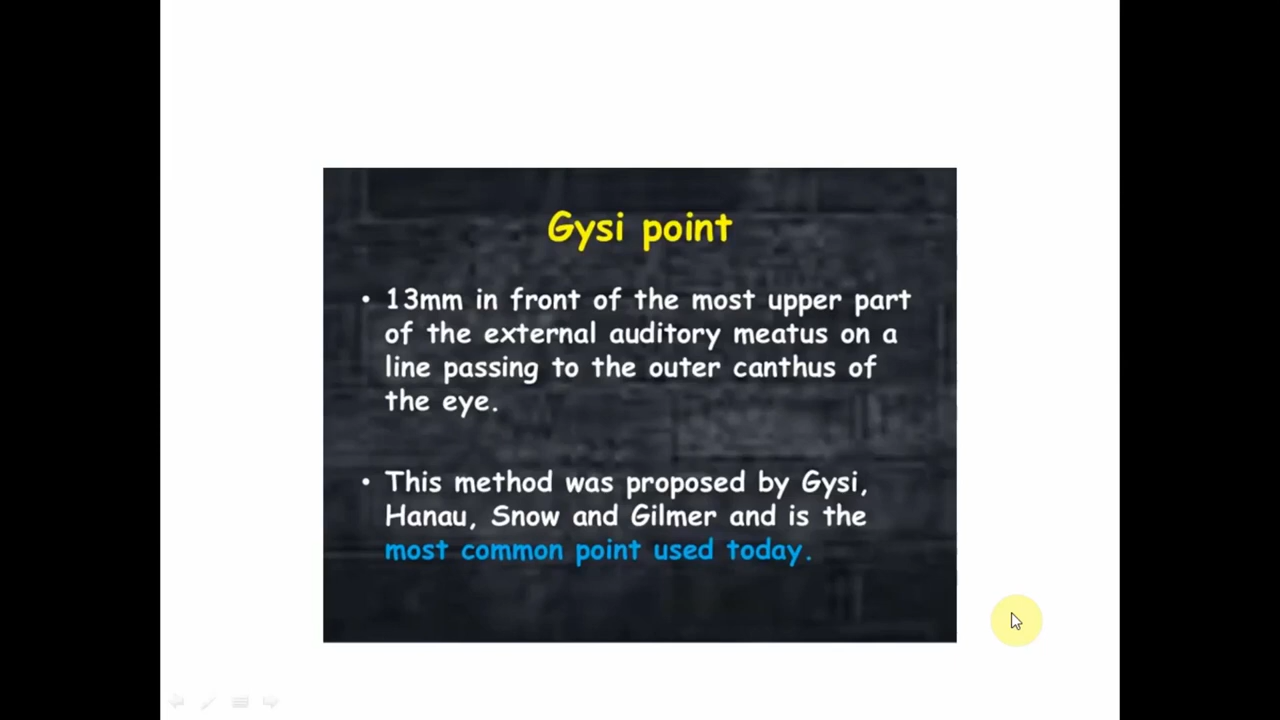 Gysi point
• 13mm in front of the most upper part
of the external auditory meatus on a
line passing to the outer canthus of
the eye.
• This method was proposed by Gysi,
Hanau, Snow and Gilmer and is the
most common point used today.